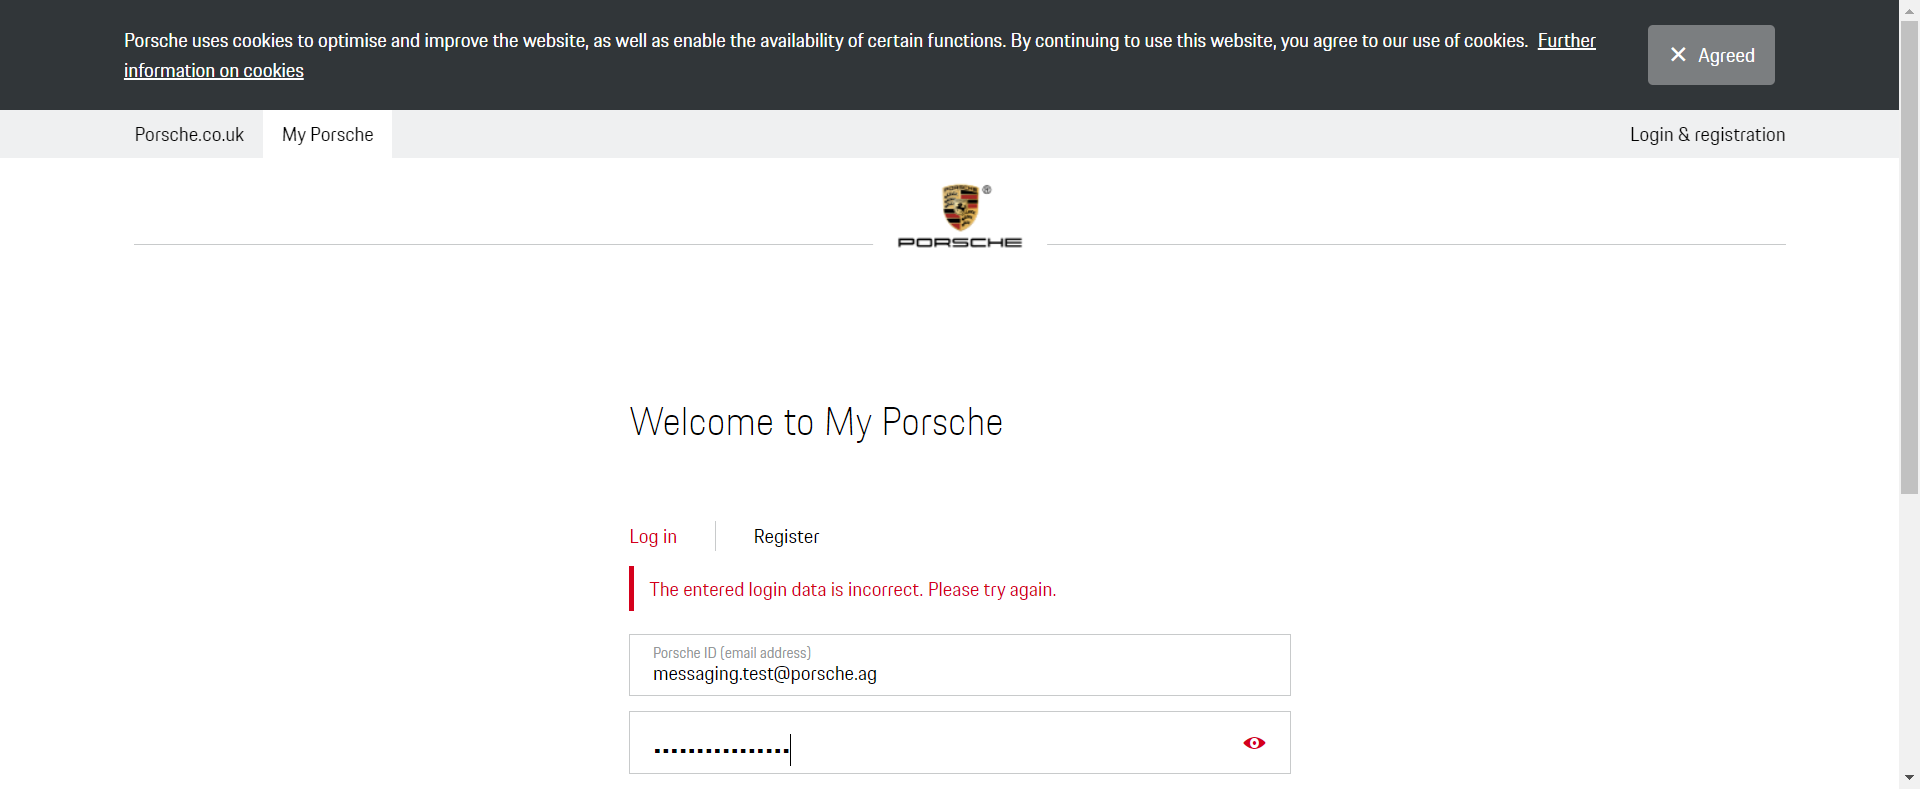 Porsche uses cookies to optimise and improve the website, as well as enable the availability of certain functions. By continuing to use this website, you agree to our use of cookies. Further
information on cookies
✕ Agreed
Porsche.co.uk
My Porsche
Login & registration
PORSCHE
®
PORSCHE
Welcome to My Porsche
Log in
Register
The entered login data is incorrect. Please try again.
Porsche ID (email address)
messaging.test@porsche.ag